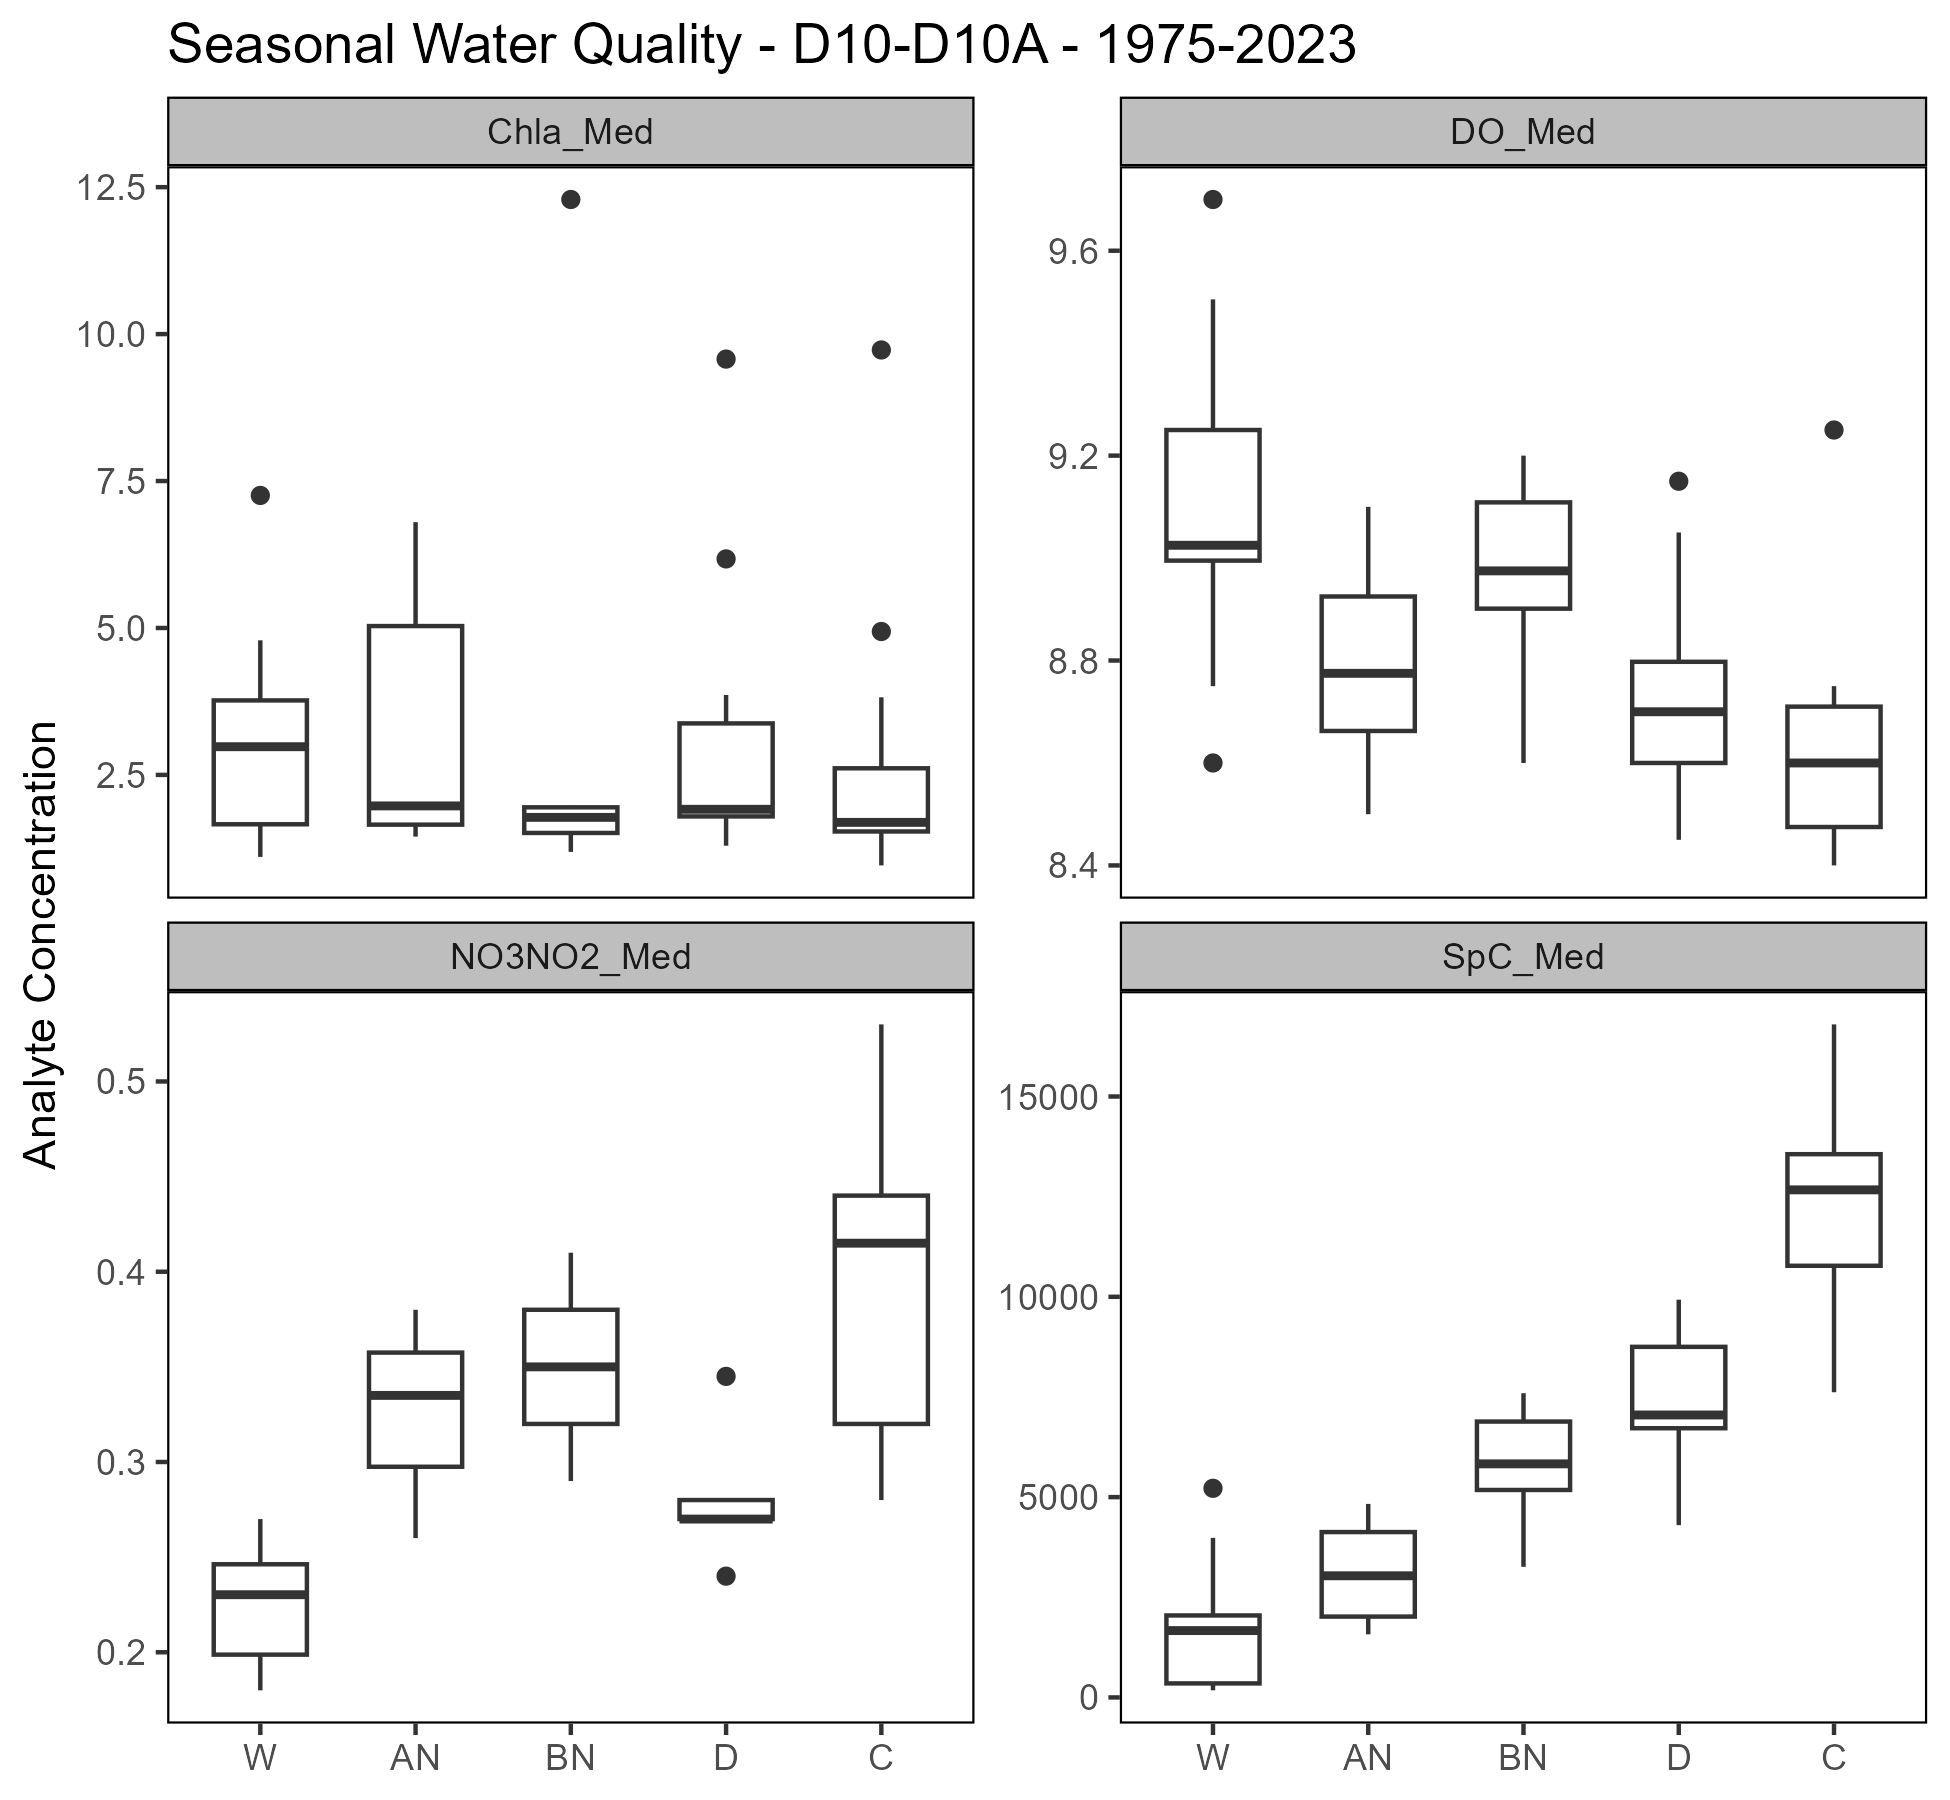 Seasonal Water Quality - D10-D10A - 1975-2023
Chla_Med
DO_Med
12.5
10.0
7.5
5.0
2.5
9.6
9.2
8.8
8.4
Analyte Concentration
NO3NO2_Med
SpC_Med
0.5
0.4
0.3
0.2
15000
10000
5000
0
W AN BN D C
W AN BN D C